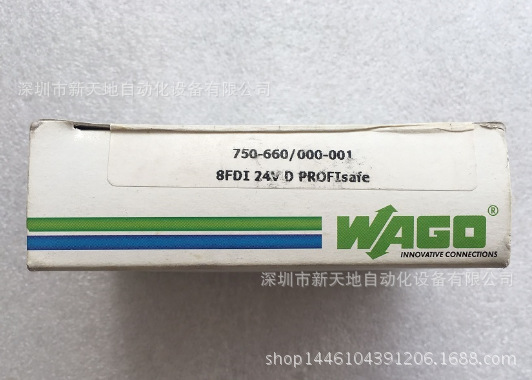 深圳市新天地自动化设备有限公司
750-660/000-001
8FDI 24V D PROFIsafe
WAGO®
INNOVATIVE CONNECTIONS
深圳市新天地自动化设备有限公司
shop1446104391206.1688.com